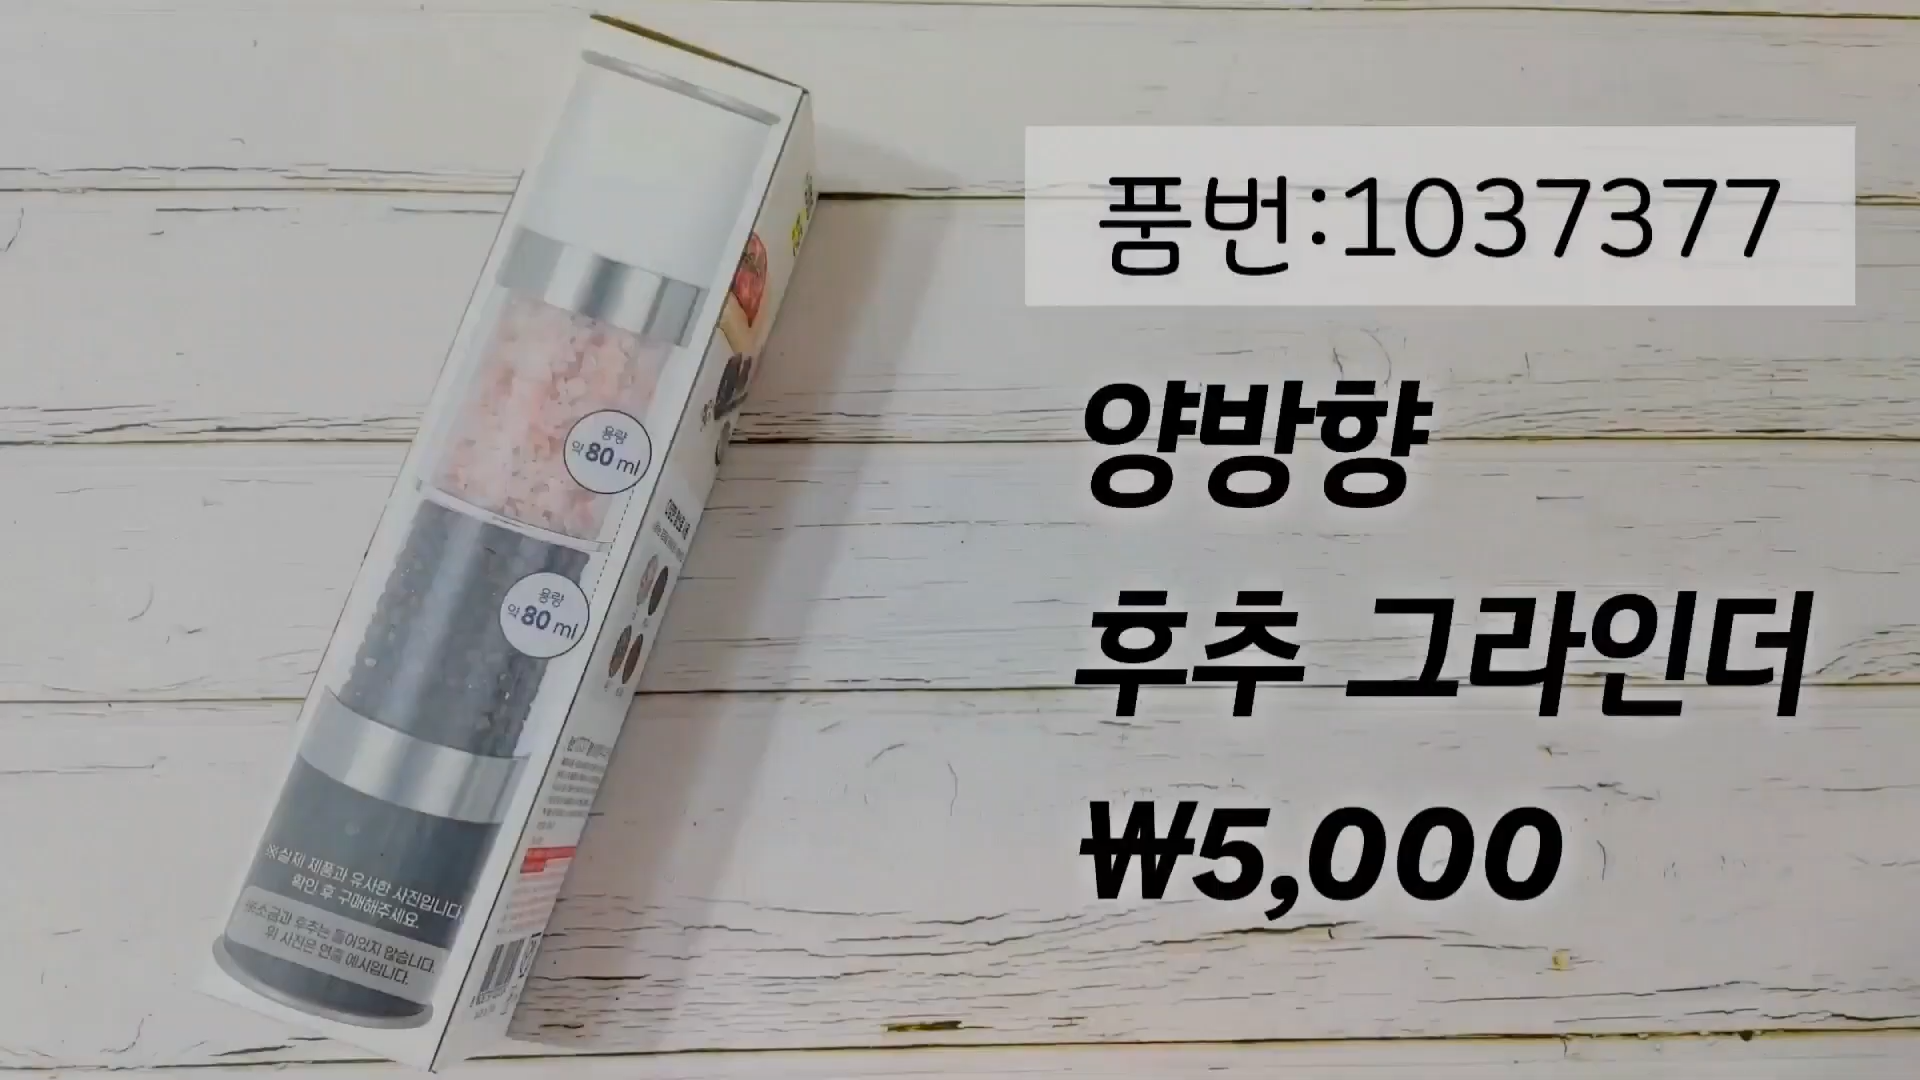 품번:1037377
양방향
후추 그라인더
₩5,000
용량
약 80 ml
용량
약 80 ml
※실제 제품과 유사한 사진입니다.
확인 후 구매해주세요.
※소금과 후추는 들어있지 않습니다.
위 사진은 연출 예시입니다.